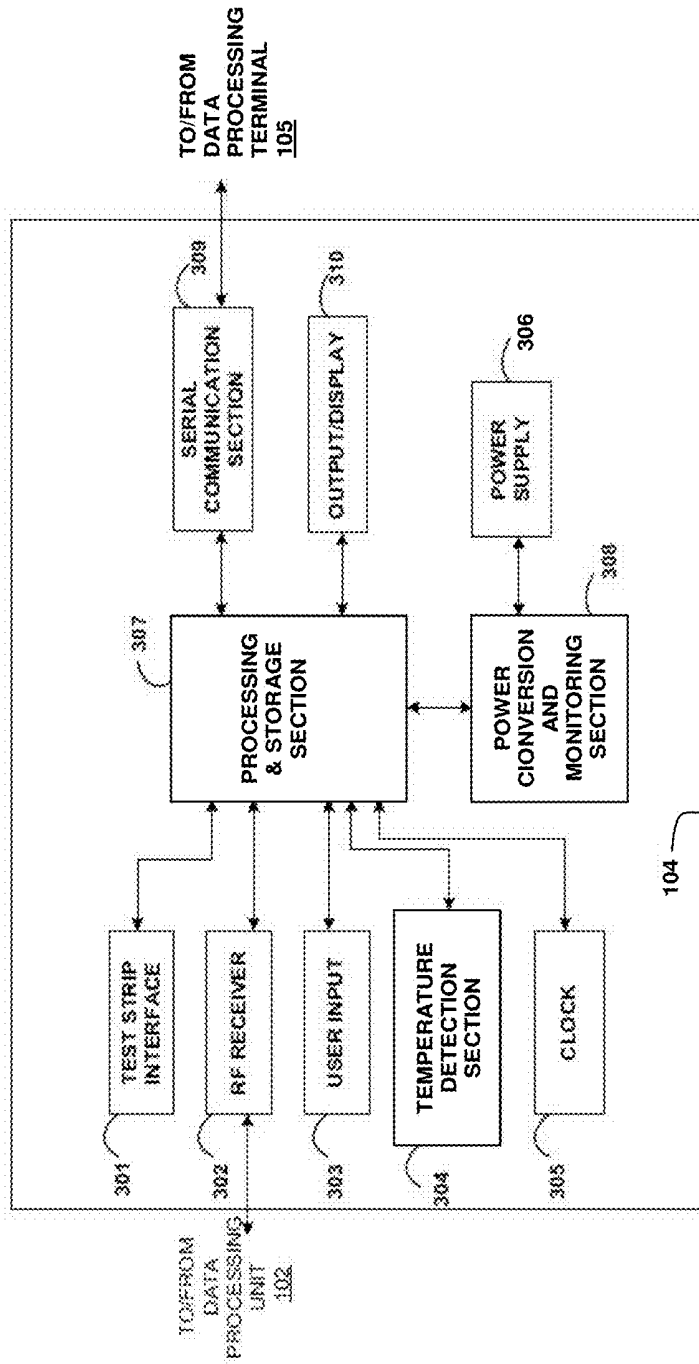 TO/FROM
DATA
PROCESSING
UNIT
102
301
TEST STRIP
INTERFACE
302
RF RECEIVER
303
USER INPUT
304
TEMPERATURE
DETECTION
SECTION
305
CLOCK
307
PROCESSING
& STORAGE
SECTION
308
POWER
CIONVERSION
AND
MONITORING
SECTION
309
SERIAL
COMMUNICATION
SECTION
310
OUTPUT/DISPLAY
306
POWER
SUPPLY
TO/FROM
DATA
PROCESSING
TERMINAL
105
104